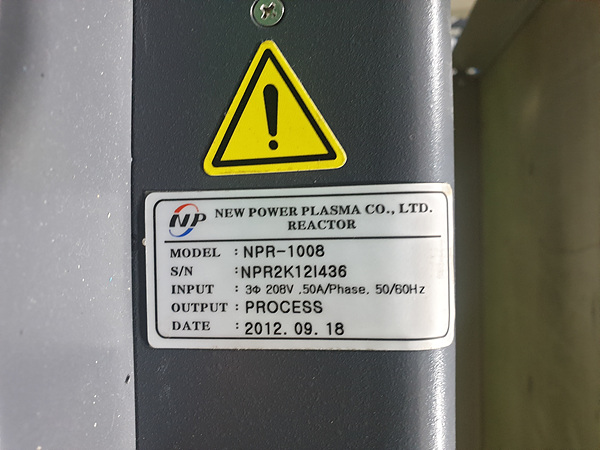 !
NP NEW POWER PLASMA CO., LTD.
REACTOR
MODEL : NPR-1008
S/N : NPR2K12I436
INPUT : 3Φ 208V .50A/Phase. 50/60Hz
OUTPUT : PROCESS
DATE : 2012. 09. 18